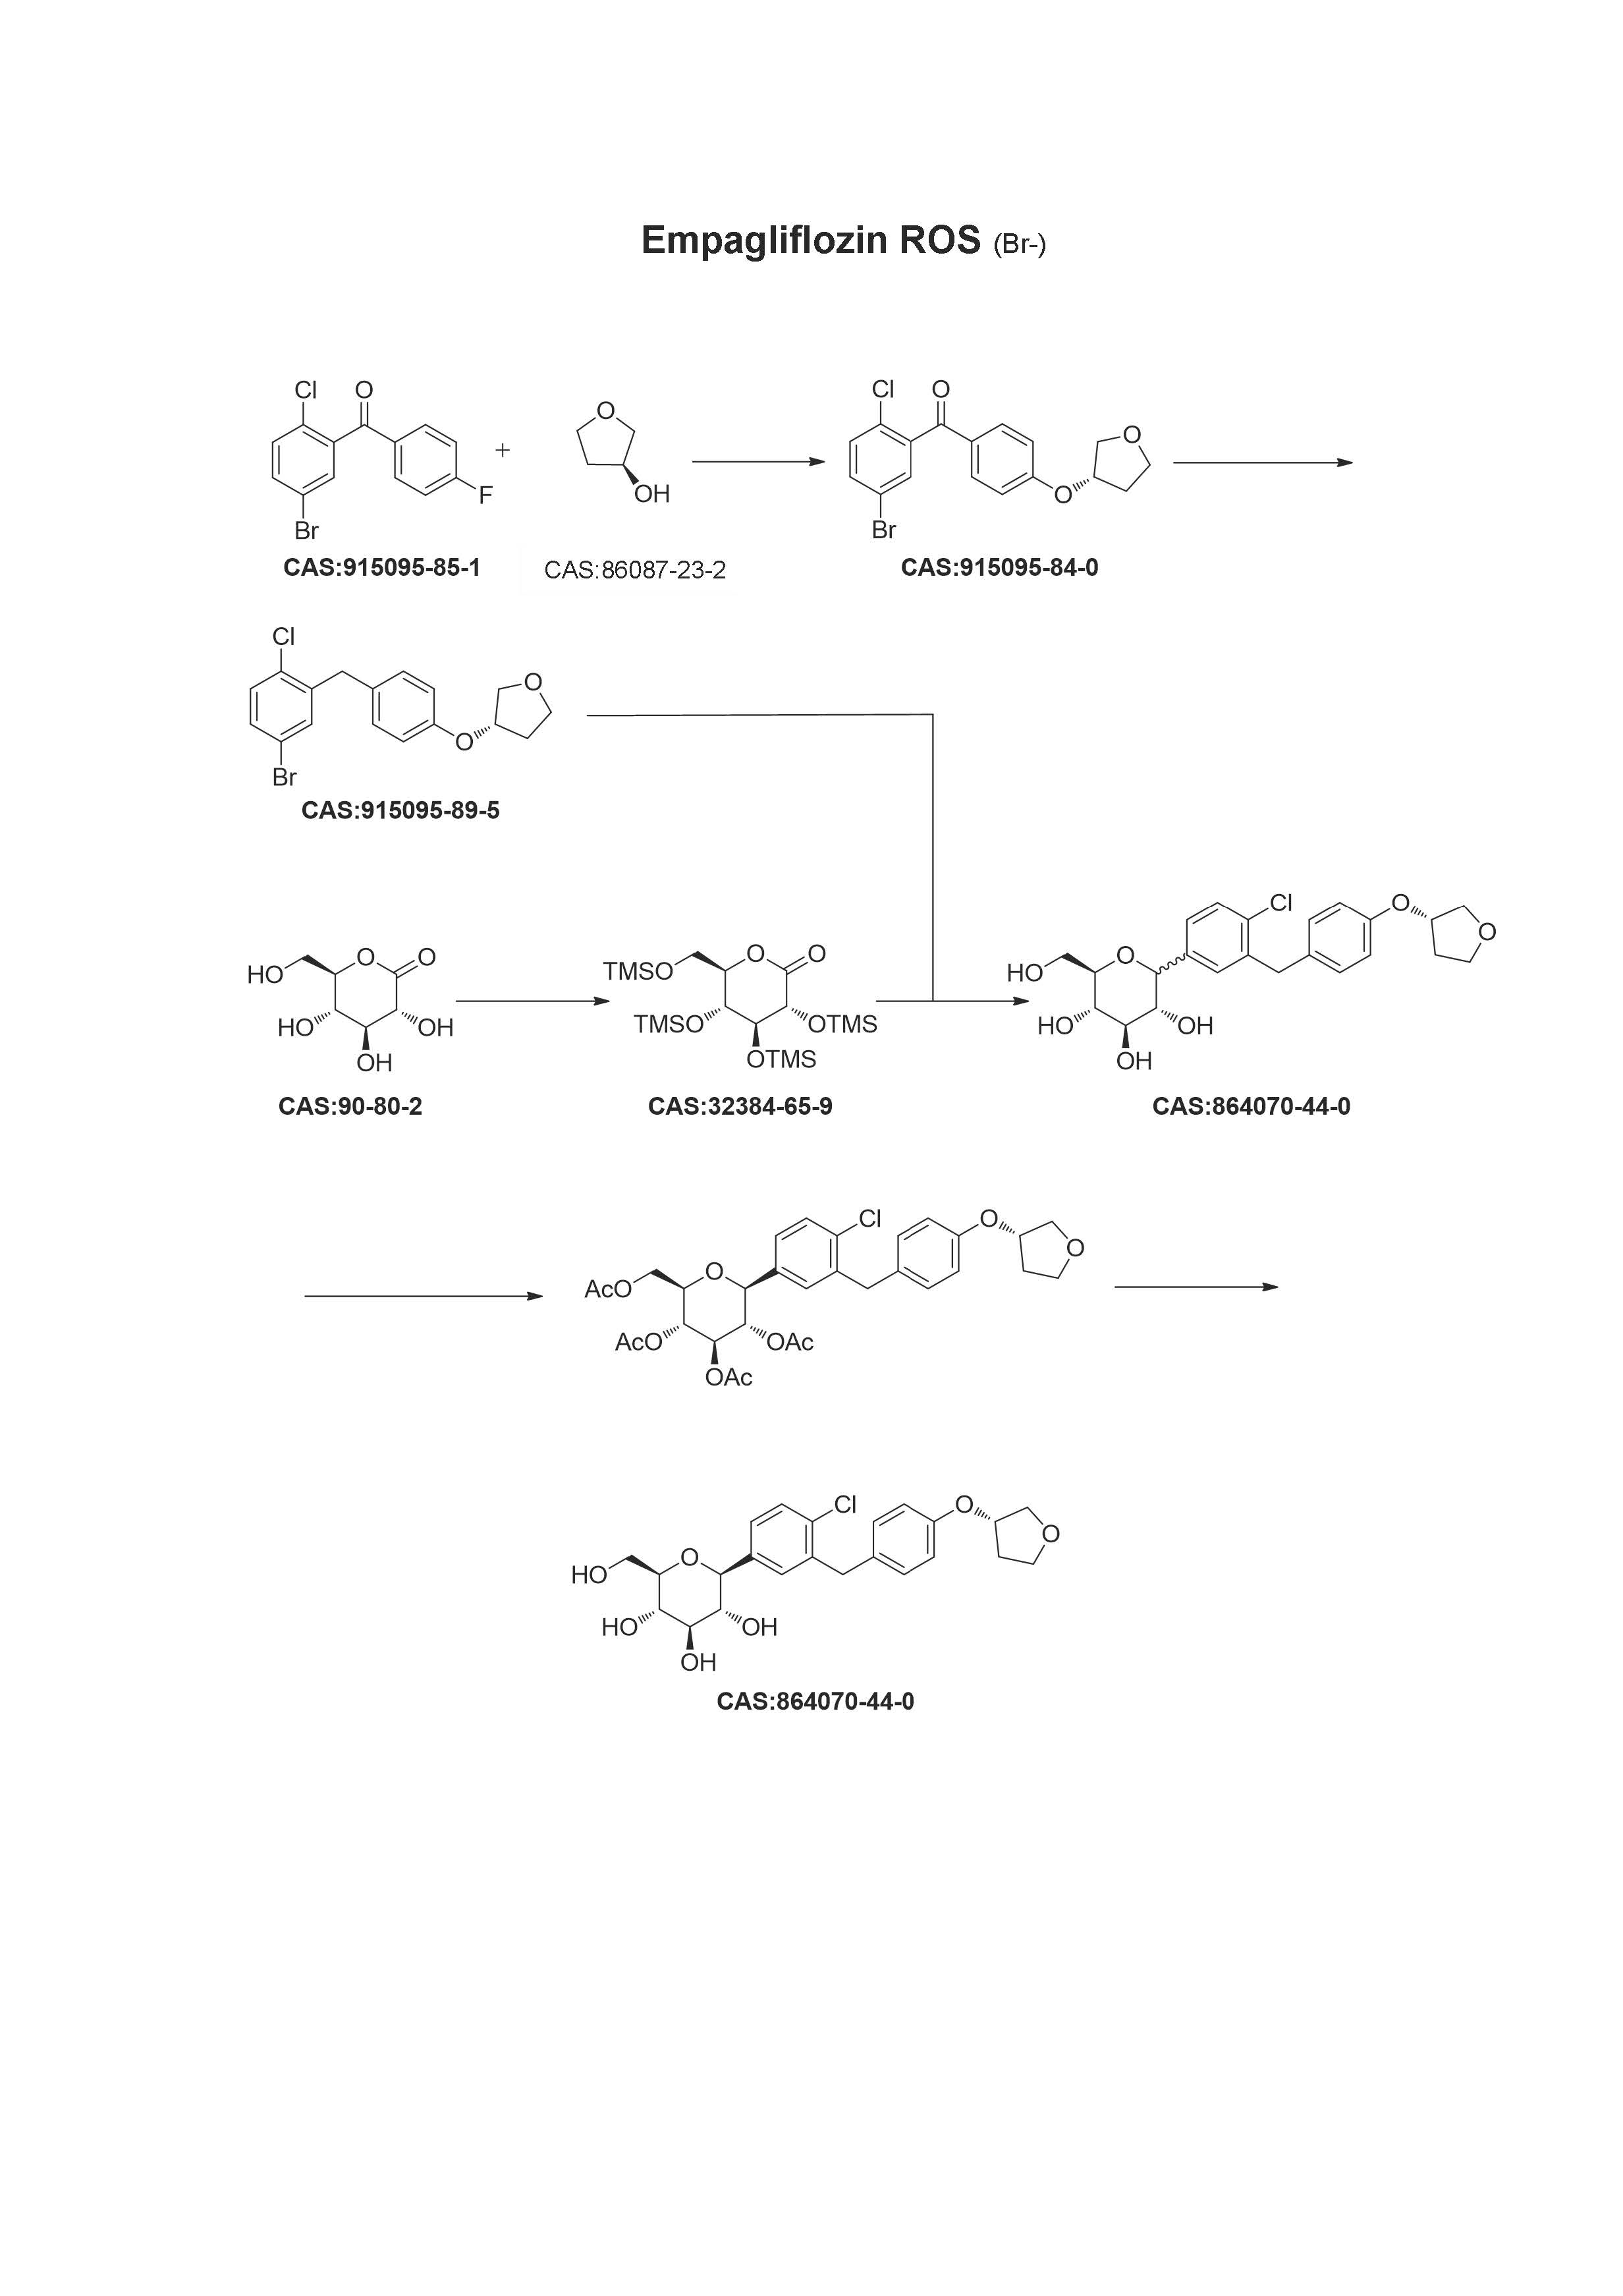 Empagliflozin ROS (Br-)
Cl O
O
O
+
F
OH
Br
CAS:915095-85-1
CAS:86087-23-2
Cl O
O
O
Br
CAS:915095-84-0
Cl
O
O
Br
CAS:915095-89-5
O O
HO
HO OH
OH
CAS:90-80-2
O O
TMSO
TMSO OTMS
OTMS
CAS:32384-65-9
Cl O
O
O
HO
HO OH
OH
CAS:864070-44-0
Cl O
O
O
AcO
AcO OAc
OAc
Cl O
O
O
HO
HO OH
OH
CAS:864070-44-0